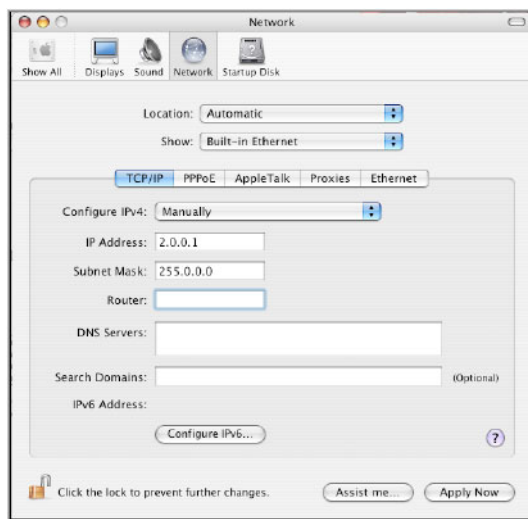 Network
Show All Displays Sound Network Startup Disk
Location: Automatic
Show: Built-in Ethernet
TCP/IP PPPoE AppleTalk Proxies Ethernet
Configure IPv4: Manually
IP Address: 2.0.0.1
Subnet Mask: 255.0.0.0
Router:
DNS Servers:
Search Domains: (Optional)
IPv6 Address:
Configure IPv6...
?
Click the lock to prevent further changes. Assist me... Apply Now